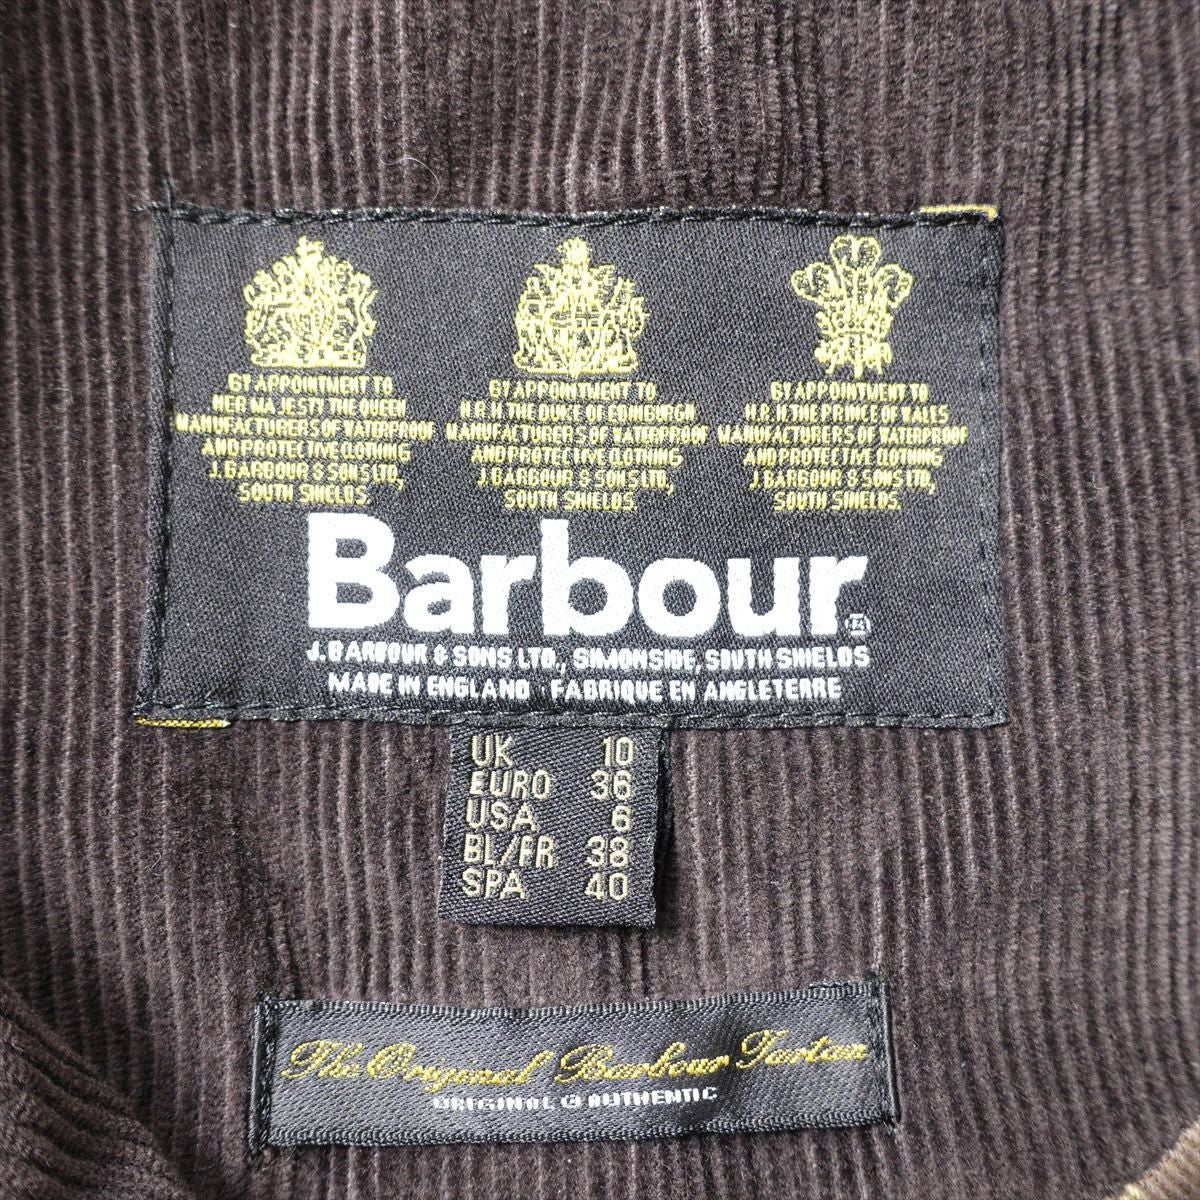 BY APPOINTMENT TO
HER MAJESTY THE QUEEN
MANUFACTURERS OF WATERPROOF
AND PROTECTIVE CLOTHING
J. BARBOUR & SONS LTD.,
SOUTH SHIELDS.
BY APPOINTMENT TO
H.R.H. THE DUKE OF EDINBURGH
MANUFACTURERS OF WATERPROOF
AND PROTECTIVE CLOTHING
J. BARBOUR & SONS LTD.,
SOUTH SHIELDS.
BY APPOINTMENT TO
H.R.H. THE PRINCE OF WALES
MANUFACTURERS OF WATERPROOF
AND PROTECTIVE CLOTHING
J. BARBOUR & SONS LTD.,
SOUTH SHIELDS.
Barbour®
J. BARBOUR & SONS LTD., SIMONSIDE, SOUTH SHIELDS
MADE IN ENGLAND · FABRIQUE EN ANGLETERRE
UK 10
EURO 36
USA 6
BL/FR 38
SPA 40
The Original Barbour Tartan
ORIGINAL & AUTHENTIC